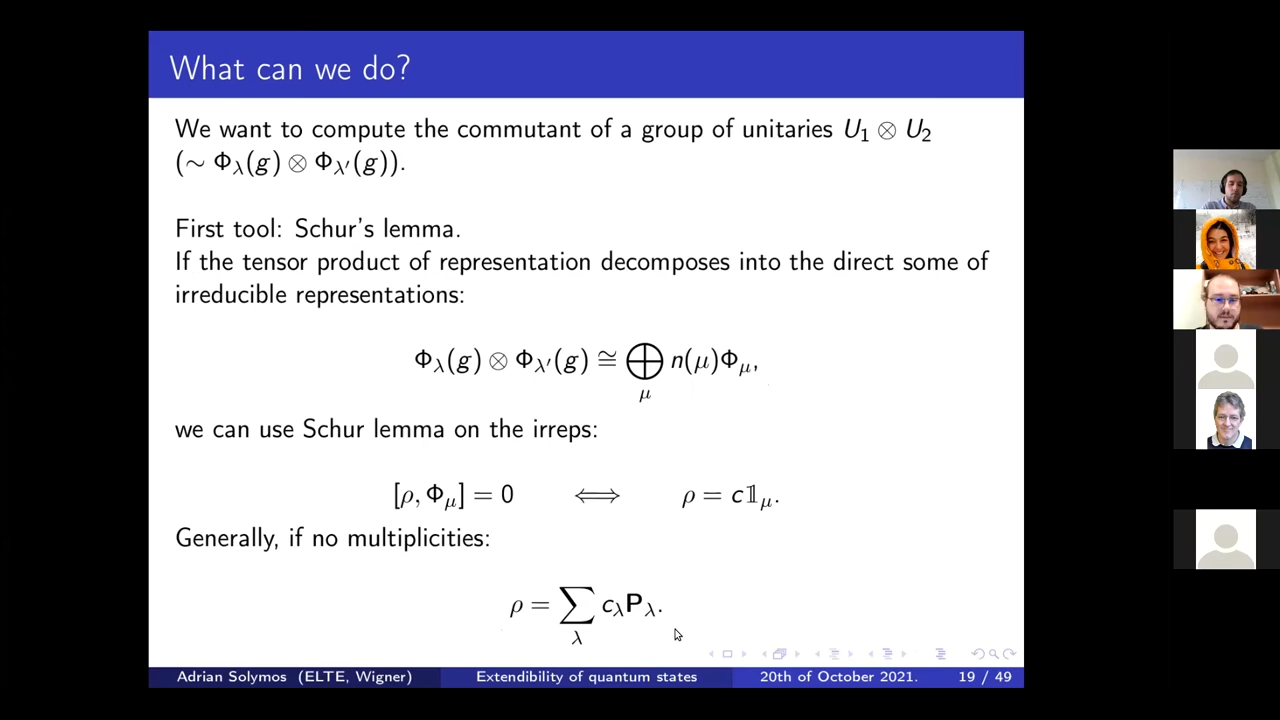 What can we do?
We want to compute the commutant of a group of unitaries U₁ ⊗ U₂
(∼ Φ_λ(g) ⊗ Φ_λ′(g)).
First tool: Schur's lemma.
If the tensor product of representation decomposes into the direct some of
irreducible representations:
Φ_λ(g) ⊗ Φ_λ′(g) ≅ ⨁_μ n(μ)Φ_μ,
we can use Schur lemma on the irreps:
[ρ, Φ_μ] = 0 ⟺ ρ = c𝟙_μ.
Generally, if no multiplicities:
ρ = ∑_λ c_λ P_λ.
Adrian Solymos (ELTE, Wigner) Extendibility of quantum states 20th of October 2021. 19 / 49